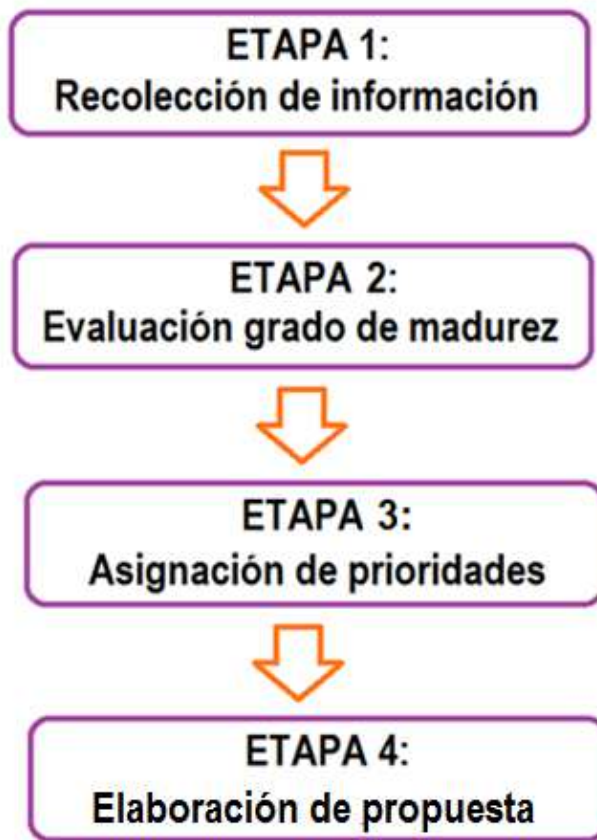 ETAPA 1:
Recolección de información
ETAPA 2:
Evaluación grado de madurez
ETAPA 3:
Asignación de prioridades
ETAPA 4:
Elaboración de propuesta